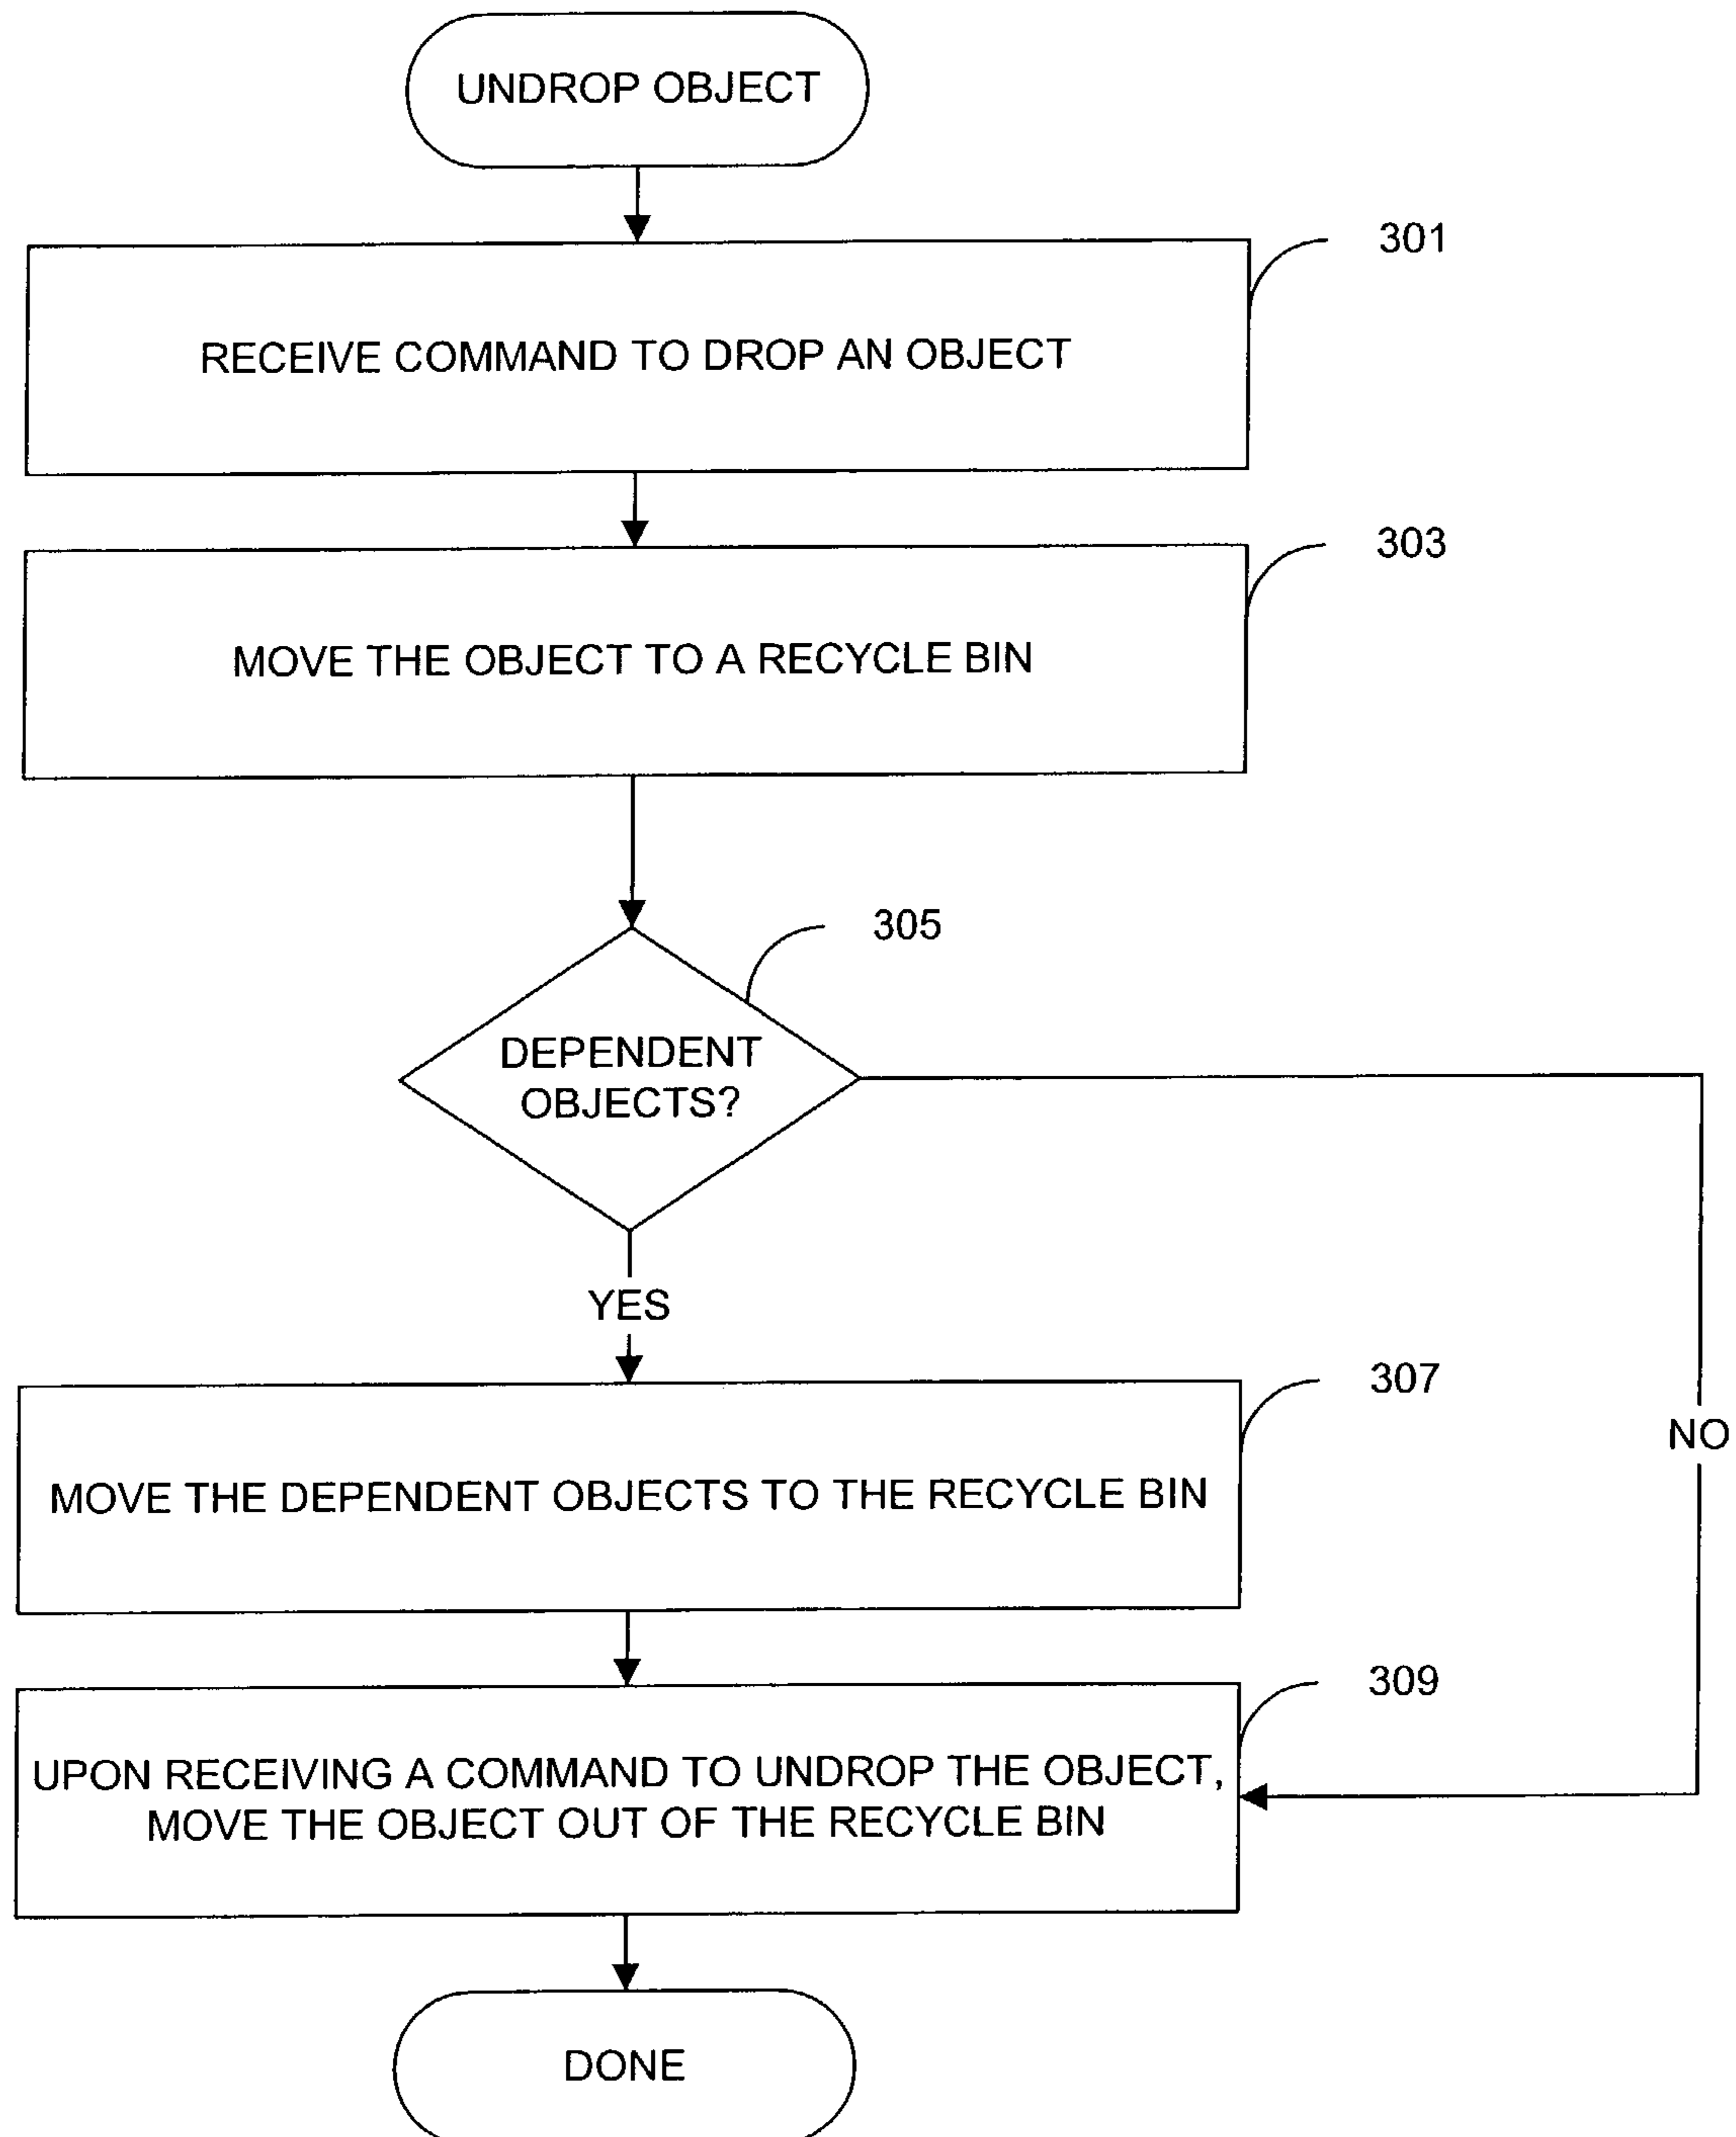 UNDROP OBJECT
301
RECEIVE COMMAND TO DROP AN OBJECT
303
MOVE THE OBJECT TO A RECYCLE BIN
305
DEPENDENT
OBJECTS?
YES
307
NO
MOVE THE DEPENDENT OBJECTS TO THE RECYCLE BIN
309
UPON RECEIVING A COMMAND TO UNDROP THE OBJECT,
MOVE THE OBJECT OUT OF THE RECYCLE BIN
DONE